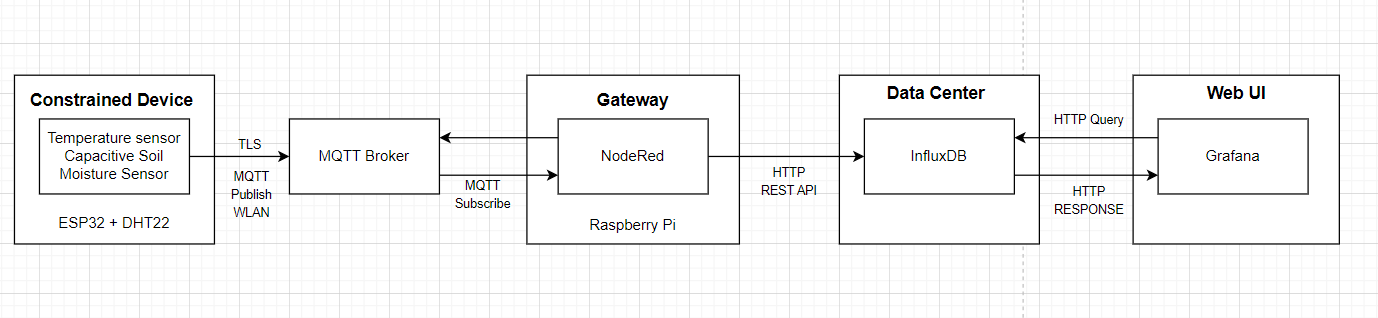 Constrained Device
Temperature sensor
Capacitive Soil
Moisture Sensor
ESP32 + DHT22
TLS
MQTT
Publish
WLAN
MQTT Broker
MQTT
Subscribe
Gateway
NodeRed
Raspberry Pi
HTTP
REST API
Data Center
InfluxDB
HTTP Query
HTTP
RESPONSE
Web UI
Grafana